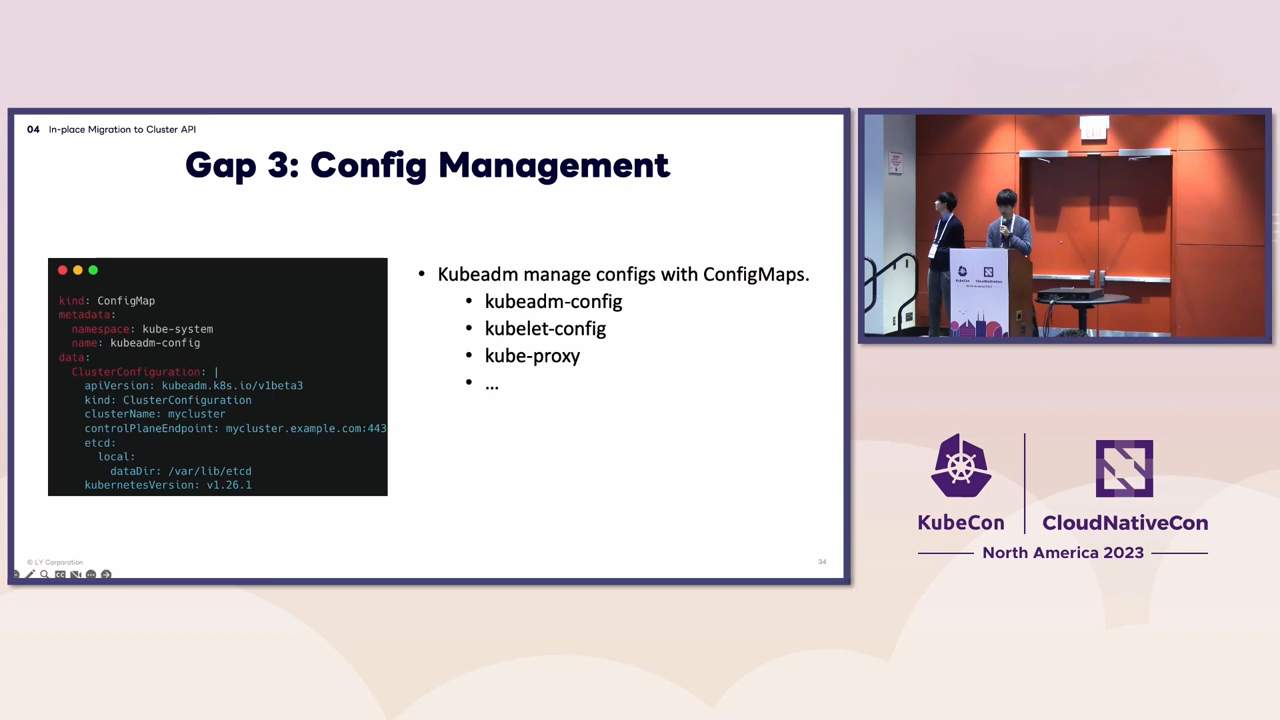 04 In-place Migration to Cluster API
Gap 3: Config Management
kind: ConfigMap
metadata:
namespace: kube-system
name: kubeadm-config
data:
ClusterConfiguration: |
apiVersion: kubeadm.k8s.io/v1beta3
kind: ClusterConfiguration
clusterName: mycluster
controlPlaneEndpoint: mycluster.example.com:443
etcd:
local:
dataDir: /var/lib/etcd
kubernetesVersion: v1.26.1
• Kubeadm manage configs with ConfigMaps.
• kubeadm-config
• kubelet-config
• kube-proxy
• ...
© LY Corporation
34
KubeCon
CloudNativeCon
North America 2023